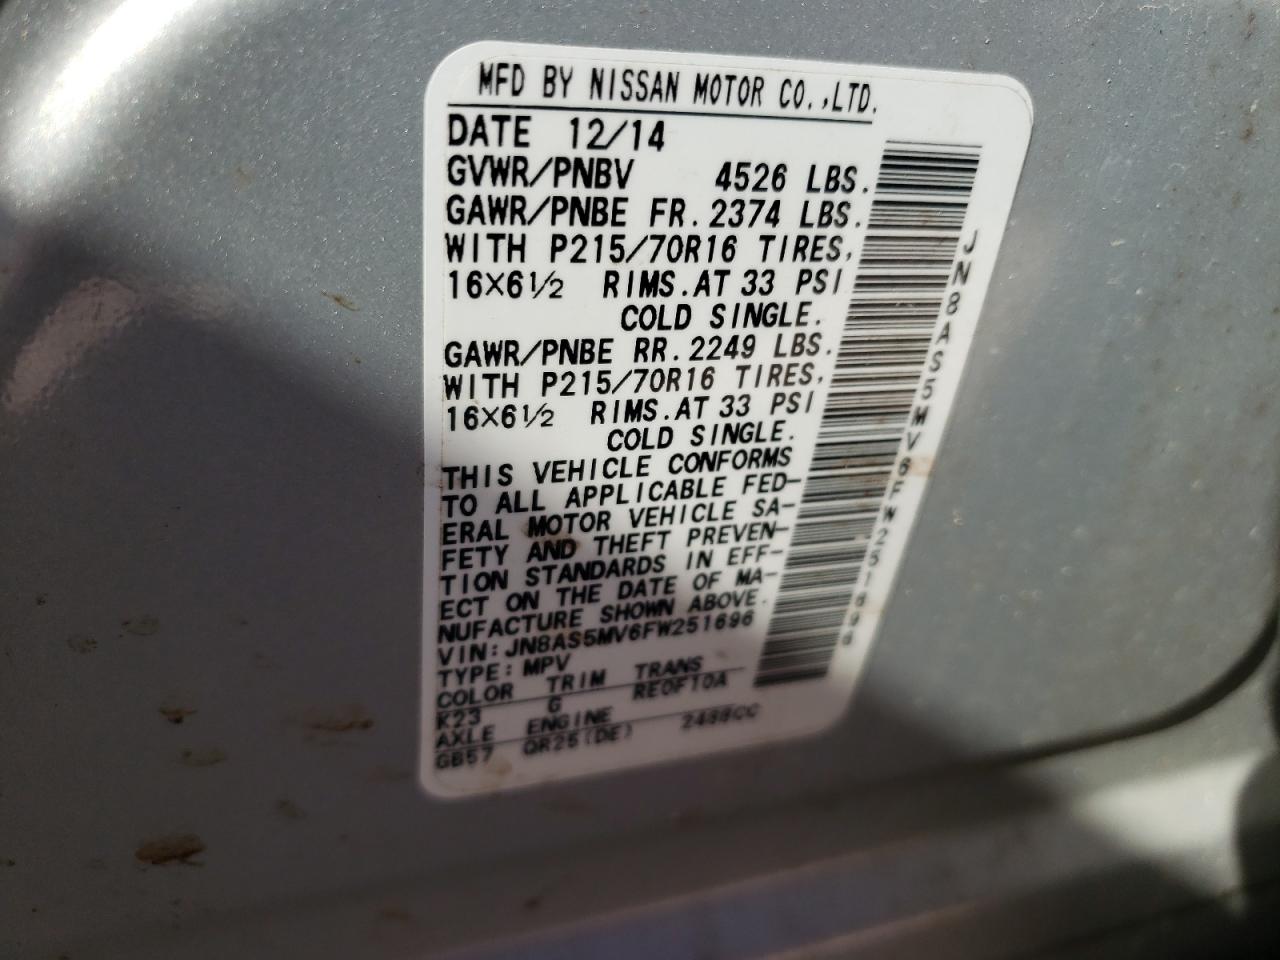 MFD BY NISSAN MOTOR CO.,LTD.
DATE 12/14
GVWR/PNBV 4526 LBS.
GAWR/PNBE FR. 2374 LBS.
WITH P215/70R16 TIRES,
16×6½ RIMS. AT 33 PSI
COLD SINGLE.
GAWR/PNBE RR. 2249 LBS.
WITH P215/70R16 TIRES,
16×6½ RIMS. AT 33 PSI
COLD SINGLE.
THIS VEHICLE CONFORMS
TO ALL APPLICABLE FED-
ERAL MOTOR VEHICLE SA-
FETY AND THEFT PREVEN-
TION STANDARDS IN EFF-
ECT ON THE DATE OF MA-
NUFACTURE SHOWN ABOVE.
VIN: JN8AS5MV6FW251696
TYPE: MPV
COLOR TRIM TRANS
K23 G RE0F10A
AXLE ENGINE
GB57 QR25(DE) 2488CC
JN8AS5MV6FW251696